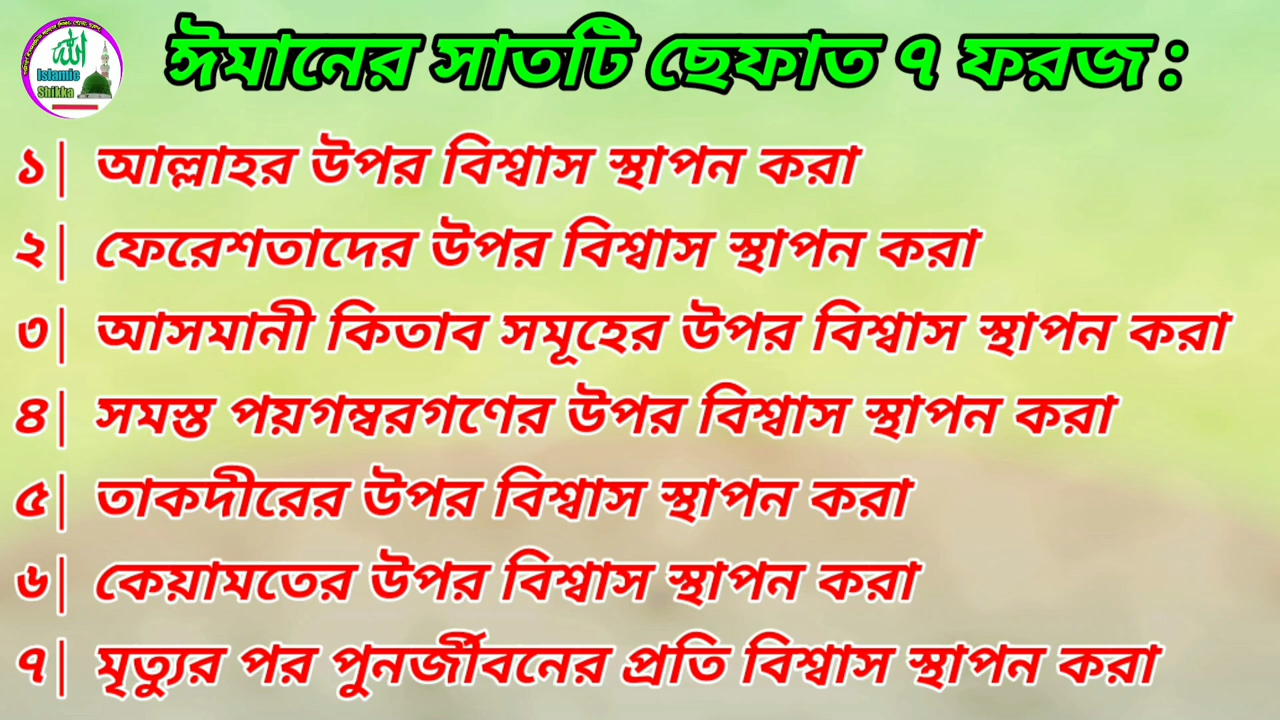 ঈমানের সাতটি ছেফাত ৭ ফরজ :
الله
Islamic
Shikka
১| আল্লাহর উপর বিশ্বাস স্থাপন করা
২| ফেরেশতাদের উপর বিশ্বাস স্থাপন করা
৩| আসমানী কিতাব সমূহের উপর বিশ্বাস স্থাপন করা
৪| সমস্ত পয়গম্বরগণের উপর বিশ্বাস স্থাপন করা
৫| তাকদীরের উপর বিশ্বাস স্থাপন করা
৬| কেয়ামতের উপর বিশ্বাস স্থাপন করা
৭| মৃত্যুর পর পুনর্জীবনের প্রতি বিশ্বাস স্থাপন করা